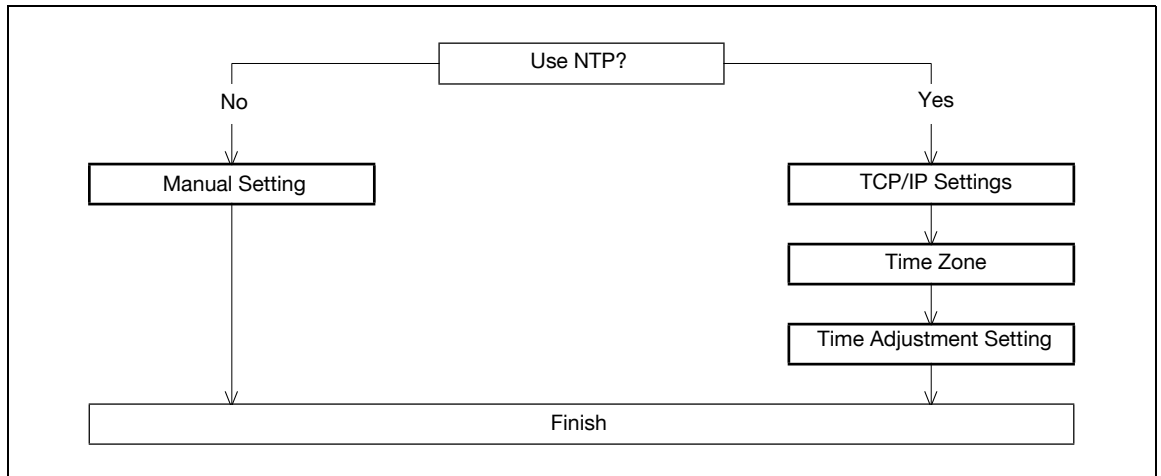 Use NTP?
No
Yes
Manual Setting
TCP/IP Settings
Time Zone
Time Adjustment Setting
Finish